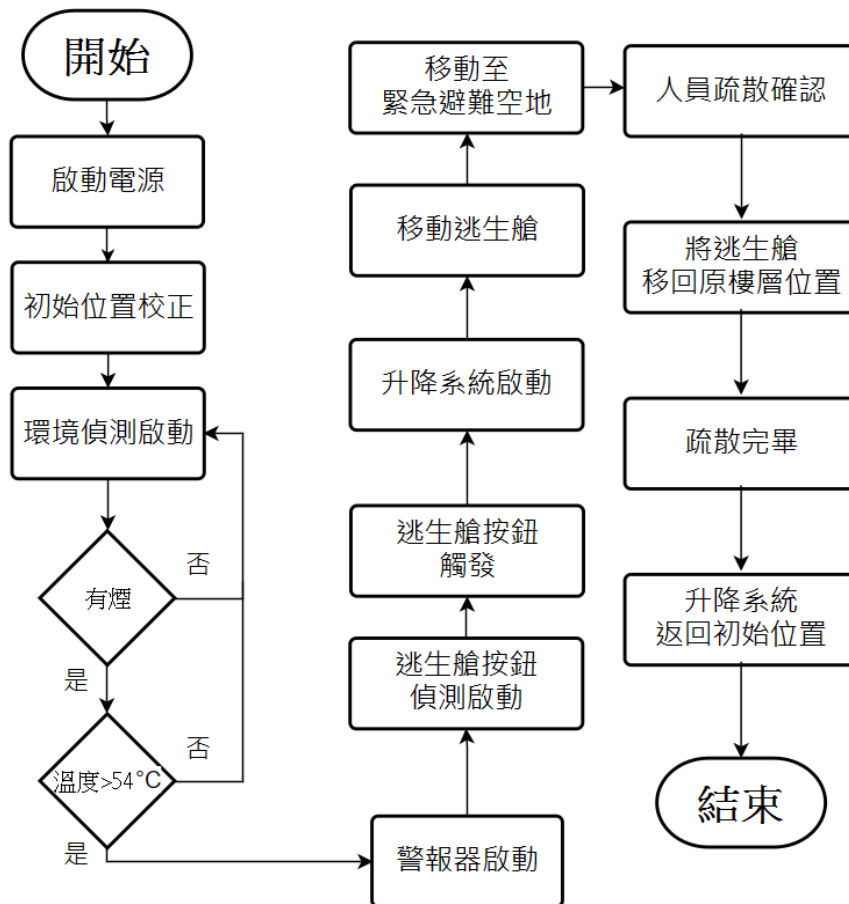 開始
啟動電源
初始位置校正
環境偵測啟動
有煙
否
是
溫度>54°C
否
是
警報器啟動
逃生艙按鈕
偵測啟動
逃生艙按鈕
觸發
升降系統啟動
移動逃生艙
移動至
緊急避難空地
人員疏散確認
將逃生艙
移回原樓層位置
疏散完畢
升降系統
返回初始位置
結束